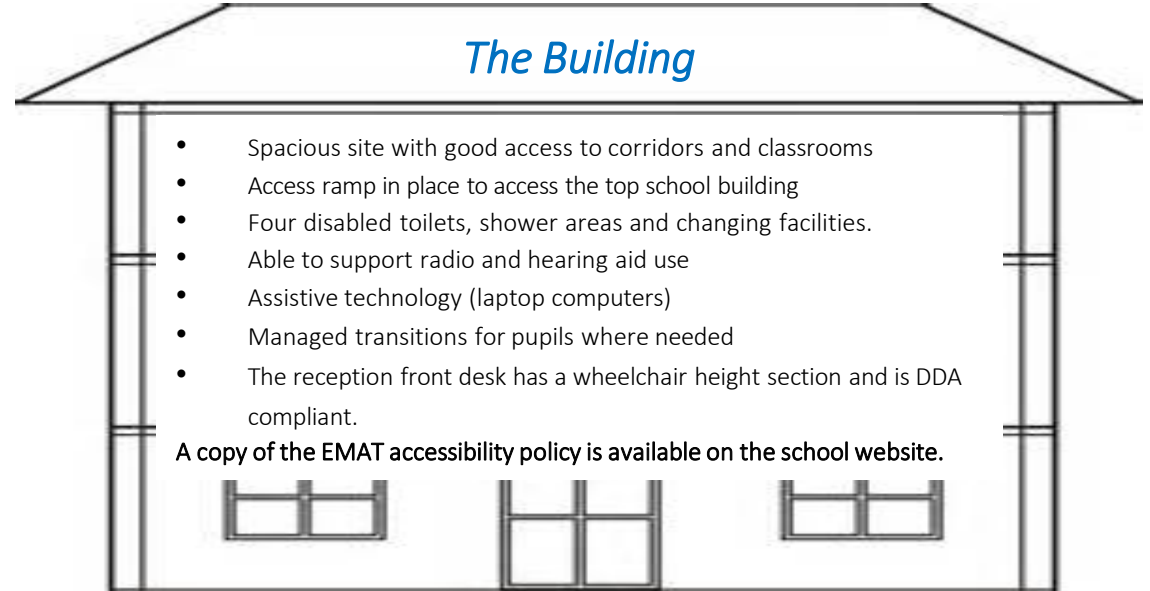 The Building
• Spacious site with good access to corridors and classrooms
• Access ramp in place to access the top school building
• Four disabled toilets, shower areas and changing facilities.
• Able to support radio and hearing aid use
• Assistive technology (laptop computers)
• Managed transitions for pupils where needed
• The reception front desk has a wheelchair height section and is DDA
compliant.
A copy of the EMAT accessibility policy is available on the school website.